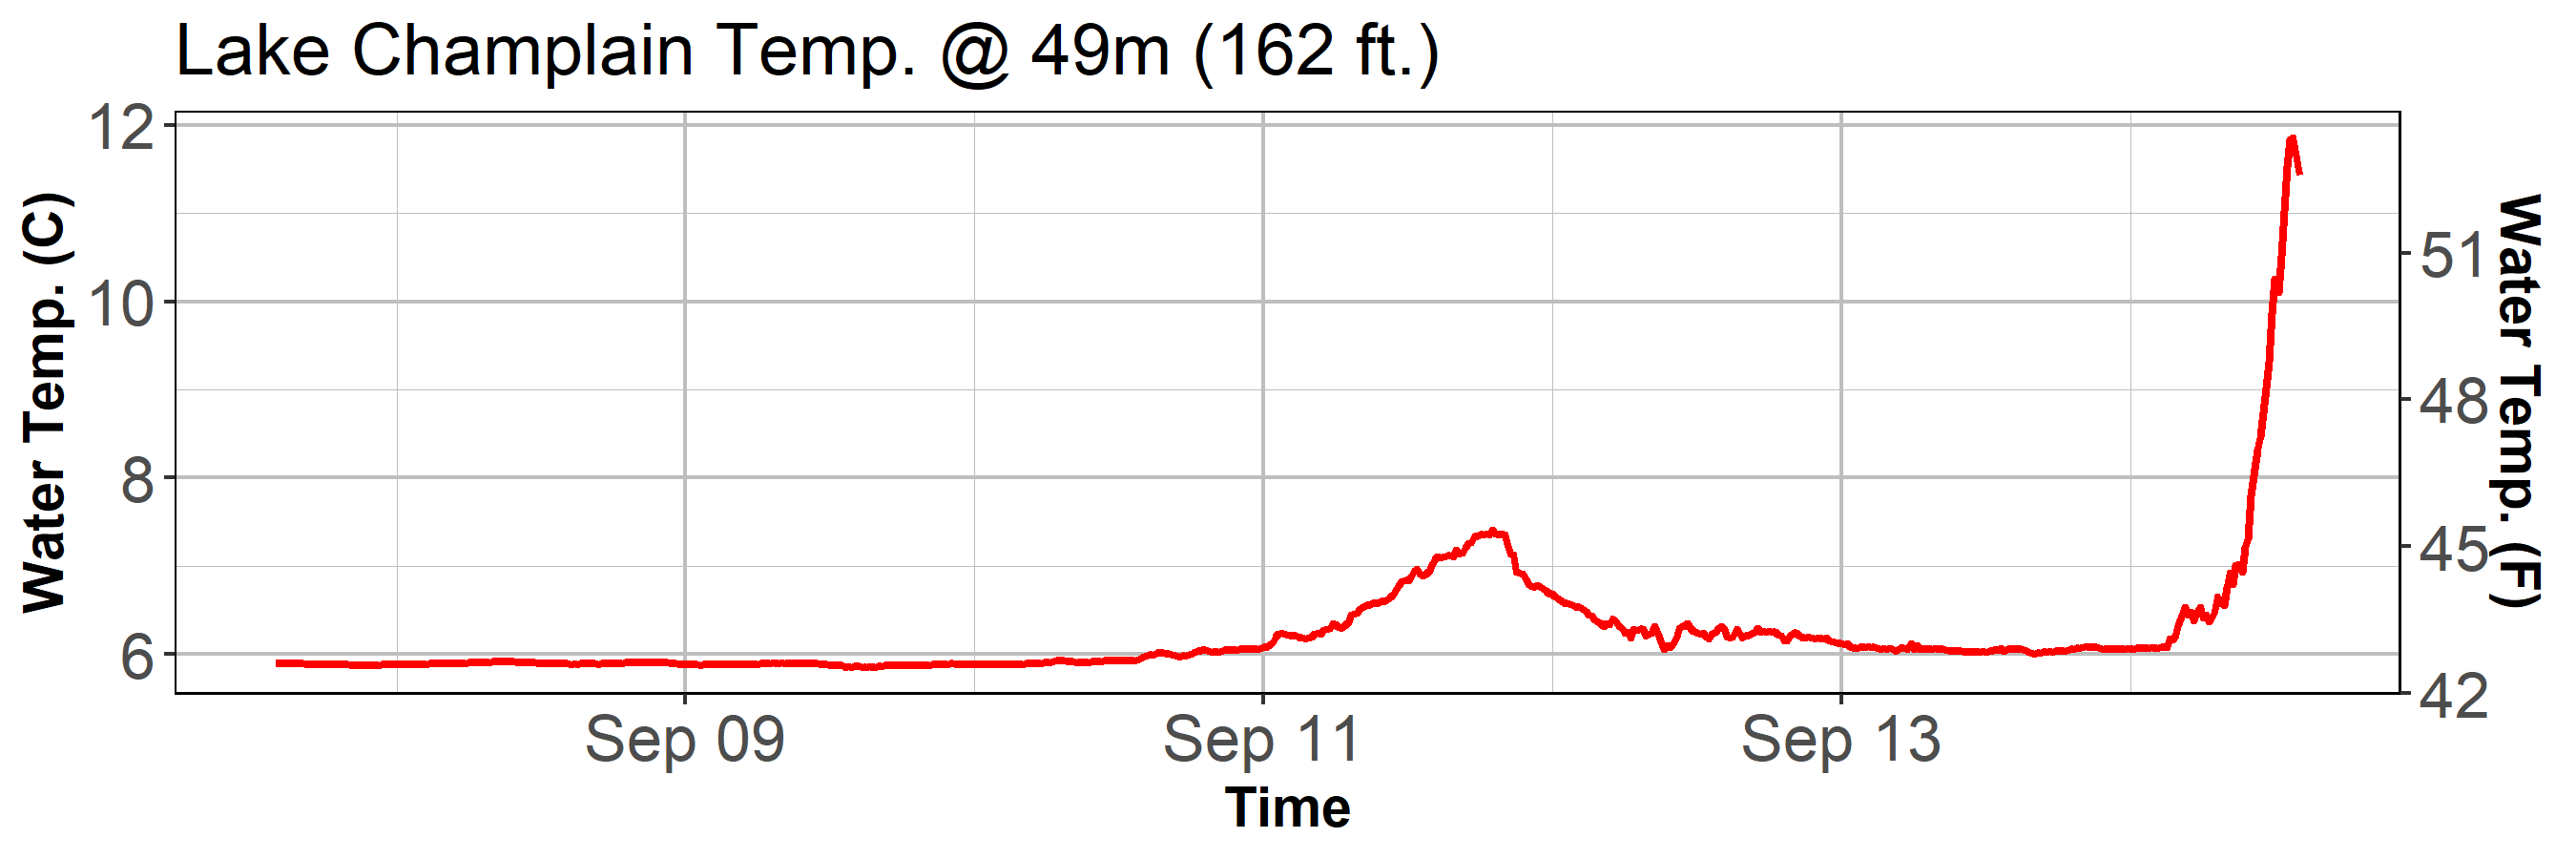 Lake Champlain Temp. @ 49m (162 ft.)
12
10
8
6
Water Temp. (C)
51
48
45
42
Water Temp. (F)
Sep 09
Sep 11
Sep 13
Time